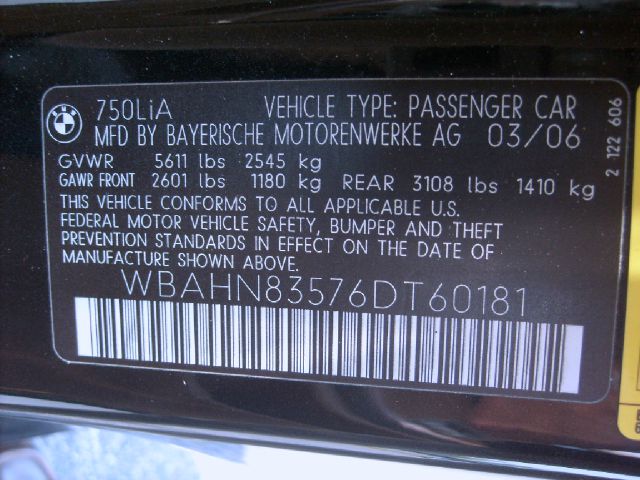 BMW
750LiA VEHICLE TYPE: PASSENGER CAR
MFD BY BAYERISCHE MOTORENWERKE AG 03/06
GVWR 5611 lbs 2545 kg
GAWR FRONT 2601 lbs 1180 kg REAR 3108 lbs 1410 kg
THIS VEHICLE CONFORMS TO ALL APPLICABLE U.S.
FEDERAL MOTOR VEHICLE SAFETY, BUMPER AND THEFT
PREVENTION STANDARDS IN EFFECT ON THE DATE OF
MANUFACTURE SHOWN ABOVE.
WBAHN83576DT60181
2 122 606